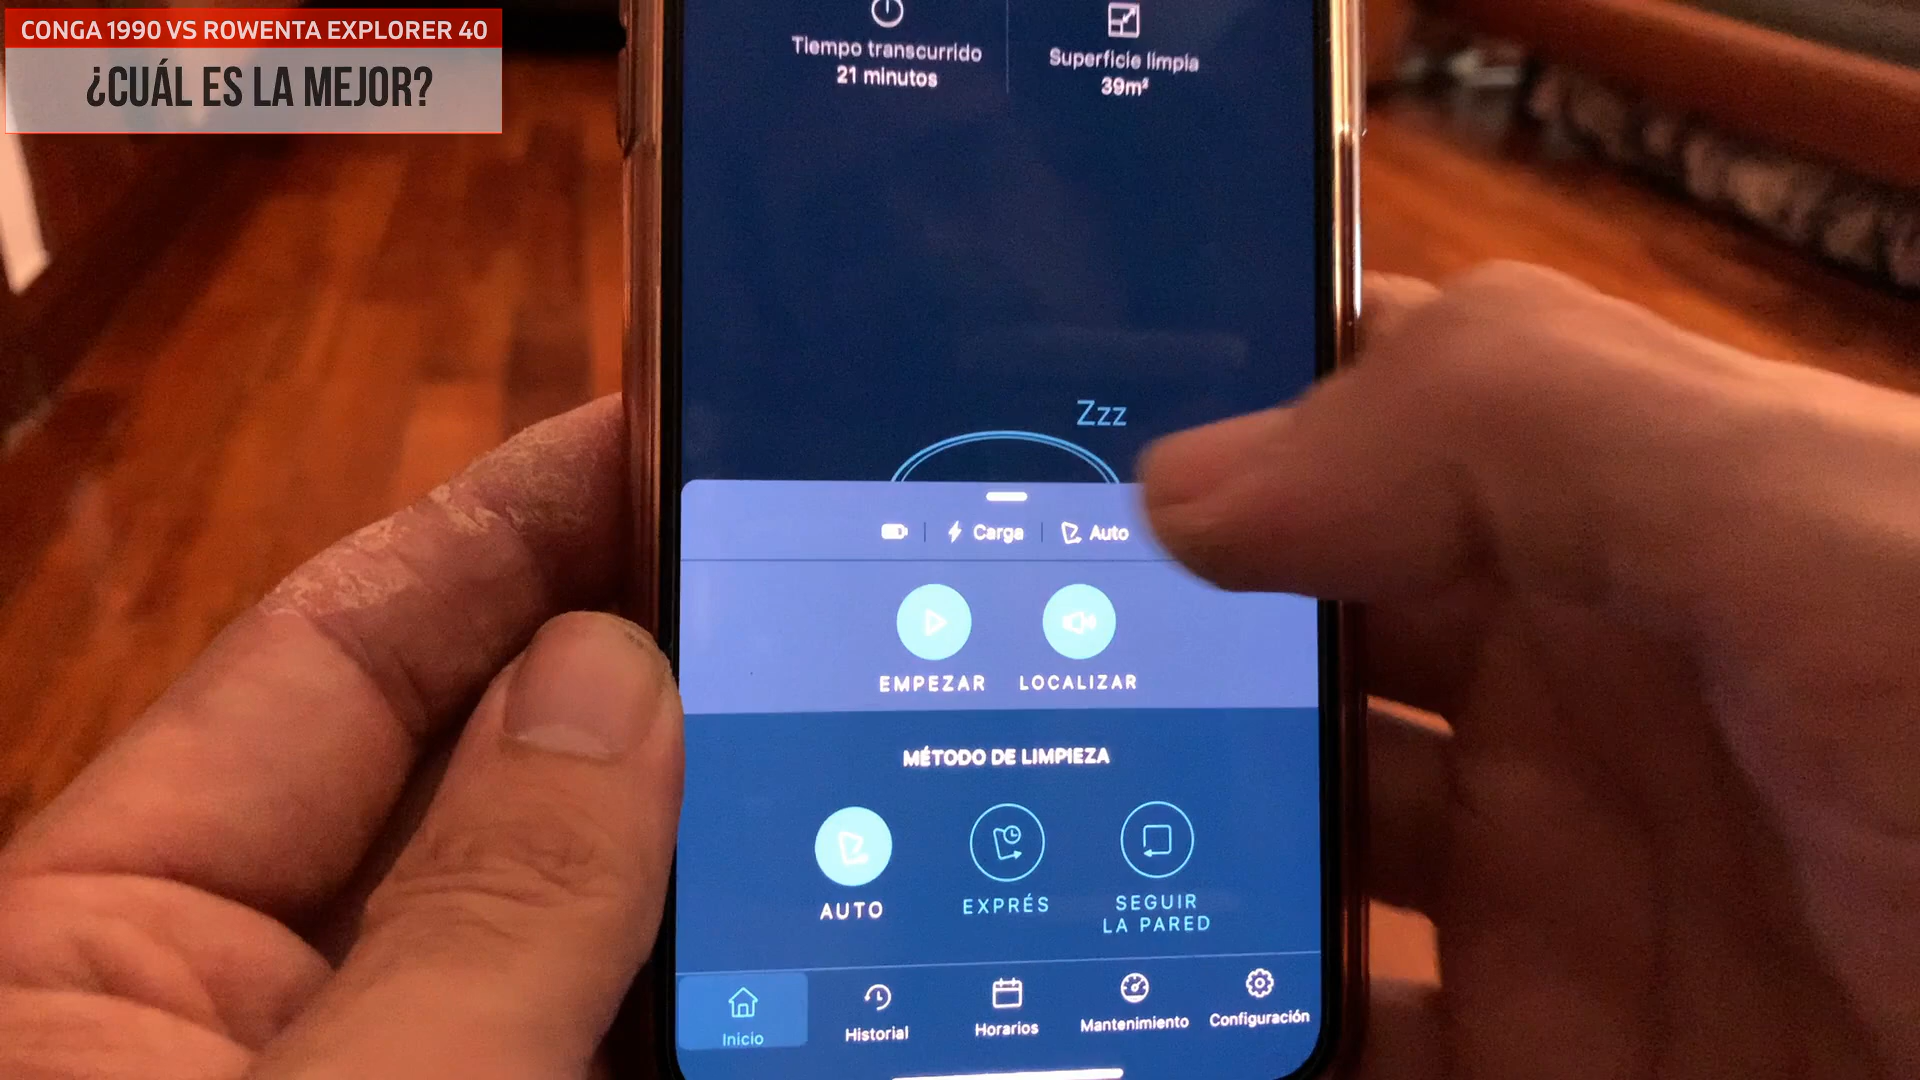 CONGA 1990 VS ROWENTA EXPLORER 40
¿CUÁL ES LA MEJOR?
Tiempo transcurrido
21 minutos
Superficie limpia
39m²
Zzz
Carga
Auto
EMPEZAR
LOCALIZAR
MÉTODO DE LIMPIEZA
AUTO
EXPRÉS
SEGUIR
LA PARED
Inicio
Historial
Horarios
Mantenimiento
Configuración